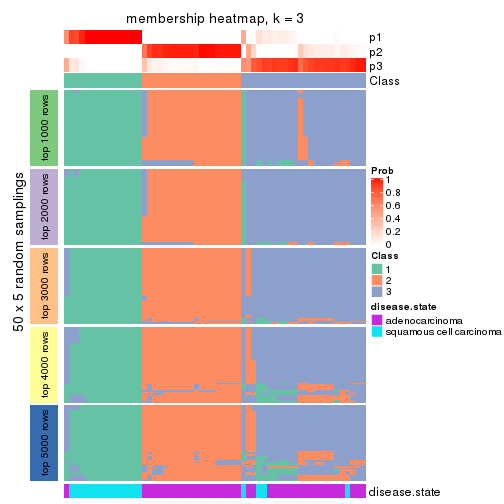 membership heatmap, k = 3
p1
p2
p3
Class
50 x 5 random samplings
top 1000 rows
top 2000 rows
top 3000 rows
top 4000 rows
top 5000 rows
Prob
1
0.8
0.6
0.4
0.2
0
Class
1
2
3
disease.state
adenocarcinoma
squamous cell carcinoma
disease.state